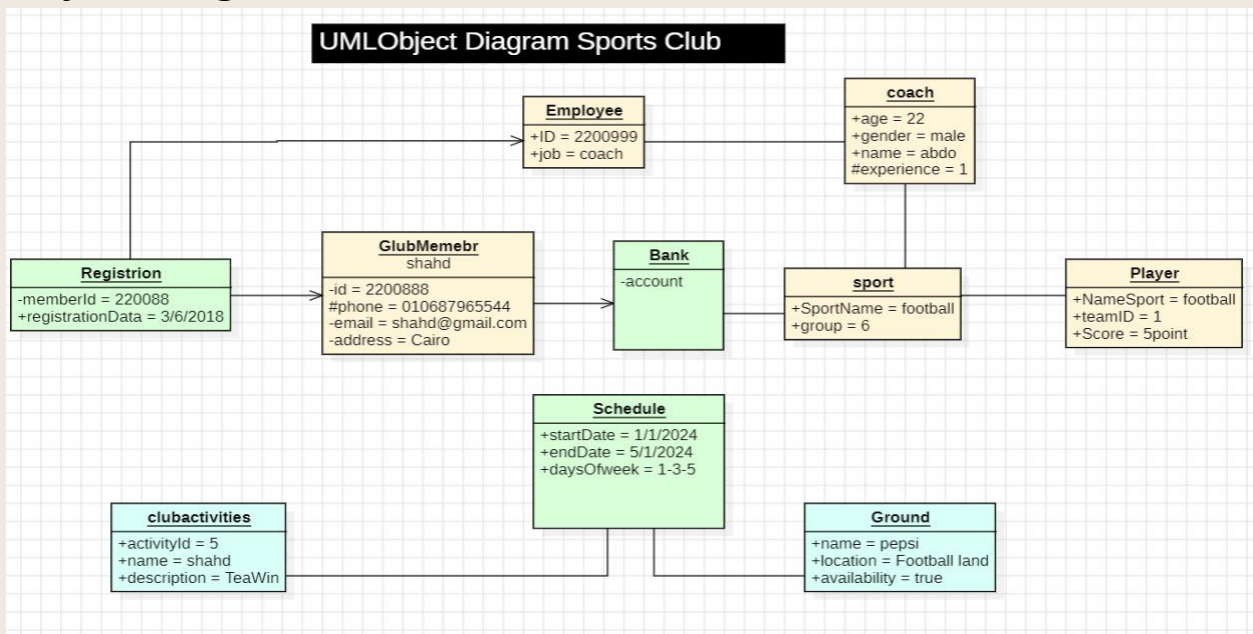 UMLObject Diagram Sports Club
Employee
+ID = 2200999
+job = coach
coach
+age = 22
+gender = male
+name = abdo
#experience = 1
Registrion
-memberId = 220088
+registrationData = 3/6/2018
GlubMemebr
shahd
-id = 2200888
#phone = 010687965544
-email = shahd@gmail.com
-address = Cairo
Bank
-account
sport
+SportName = football
+group = 6
Player
+NameSport = football
+teamID = 1
+Score = 5point
Schedule
+startDate = 1/1/2024
+endDate = 5/1/2024
+daysOfweek = 1-3-5
clubactivities
+activityId = 5
+name = shahd
+description = TeaWin
Ground
+name = pepsi
+location = Football land
+availability = true